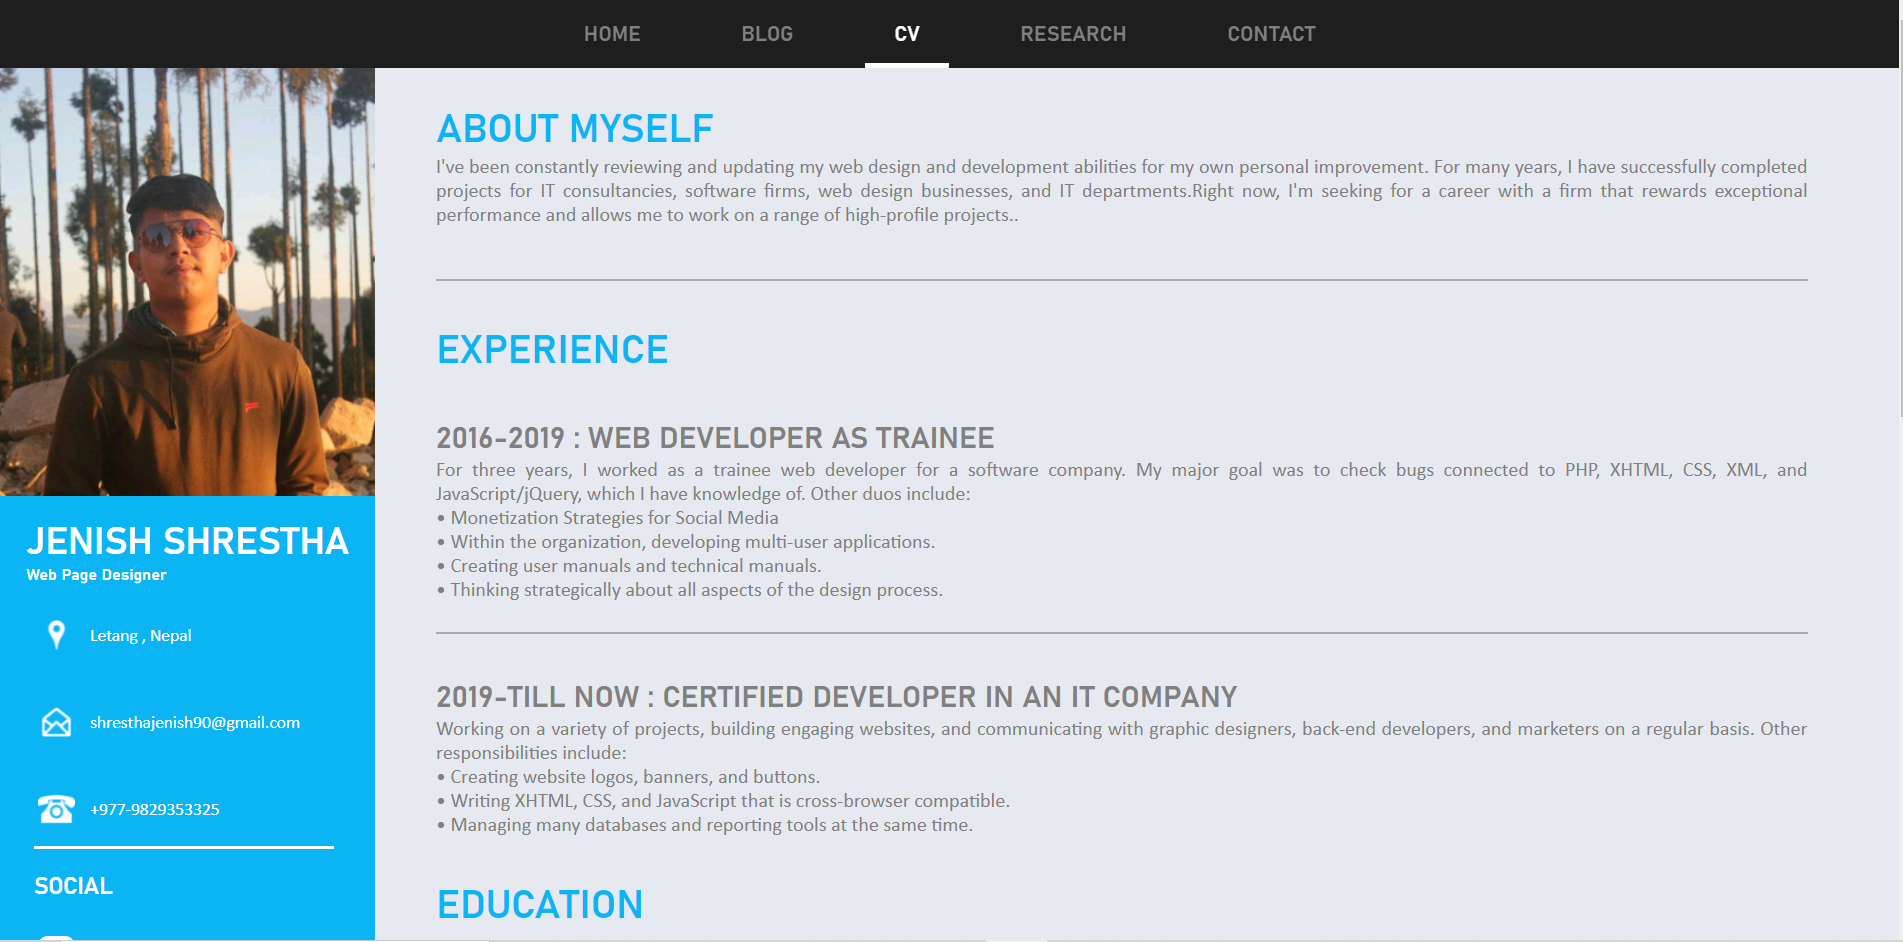 HOME BLOG CV RESEARCH CONTACT
ABOUT MYSELF
I've been constantly reviewing and updating my web design and development abilities for my own personal improvement. For many years, I have successfully completed
projects for IT consultancies, software firms, web design businesses, and IT departments.Right now, I'm seeking for a career with a firm that rewards exceptional
performance and allows me to work on a range of high-profile projects..
EXPERIENCE
2016-2019 : WEB DEVELOPER AS TRAINEE
For three years, I worked as a trainee web developer for a software company. My major goal was to check bugs connected to PHP, XHTML, CSS, XML, and
JavaScript/jQuery, which I have knowledge of. Other duos include:
• Monetization Strategies for Social Media
• Within the organization, developing multi-user applications.
• Creating user manuals and technical manuals.
• Thinking strategically about all aspects of the design process.
2019-TILL NOW : CERTIFIED DEVELOPER IN AN IT COMPANY
Working on a variety of projects, building engaging websites, and communicating with graphic designers, back-end developers, and marketers on a regular basis. Other
responsibilities include:
• Creating website logos, banners, and buttons.
• Writing XHTML, CSS, and JavaScript that is cross-browser compatible.
• Managing many databases and reporting tools at the same time.
EDUCATION
JENISH SHRESTHA
Web Page Designer
Letang , Nepal
shresthajenish90@gmail.com
+977-9829353325
SOCIAL